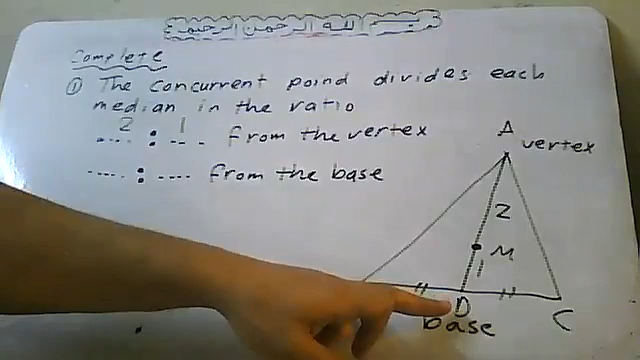 بسم الله الرحمن الرحيم
Complete
① The concurrent poind divides each
median in the ratio
2 : 1 from the vertex
.... : .... from the base
A
vertex
2
M
1
D
C
base